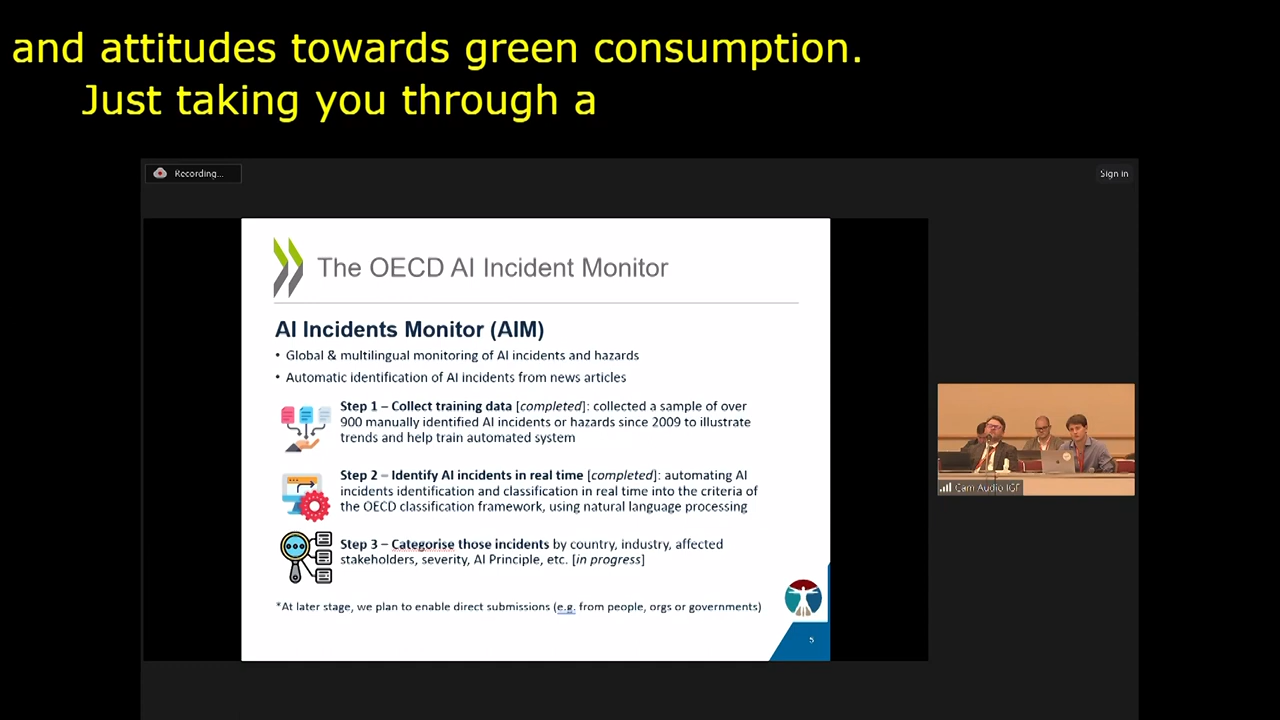 and attitudes towards green consumption.
Just taking you through a
Recording...
Sign in
The OECD AI Incident Monitor
AI Incidents Monitor (AIM)
• Global & multilingual monitoring of AI incidents and hazards
• Automatic identification of AI incidents from news articles
Step 1 – Collect training data [completed]: collected a sample of over
900 manually identified AI incidents or hazards since 2009 to illustrate
trends and help train automated system
Step 2 – Identify AI incidents in real time [completed]: automating AI
incidents identification and classification in real time into the criteria of
the OECD classification framework, using natural language processing
Step 3 – Categorise those incidents by country, industry, affected
stakeholders, severity, AI Principle, etc. [in progress]
*At later stage, we plan to enable direct submissions (e.g. from people, orgs or governments)
5
Cam Audio IGF